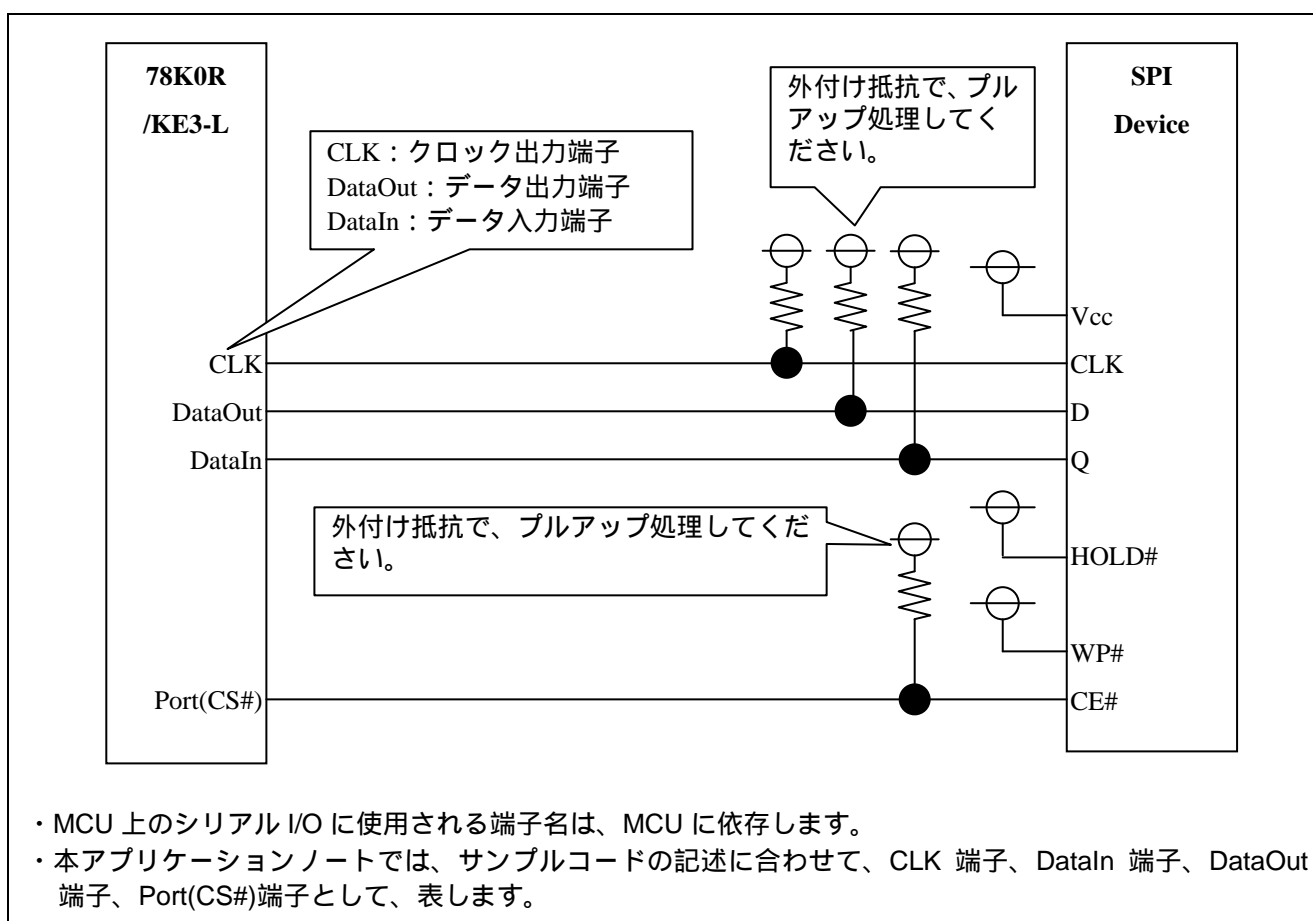 78K0R
/KE3-L
SPI
Device
外付け抵抗で、プル
アップ処理してく
ださい。
CLK：クロック出力端子
DataOut：データ出力端子
DataIn：データ入力端子
Vcc
CLK
CLK
DataOut
D
DataIn
Q
外付け抵抗で、プルアップ処理してくだ
さい。
HOLD#
WP#
Port(CS#)
CE#
・MCU 上のシリアル I/O に使用される端子名は、MCU に依存します。
・本アプリケーションノートでは、サンプルコードの記述に合わせて、CLK 端子、DataIn 端子、DataOut
端子、Port(CS#)端子として、表します。